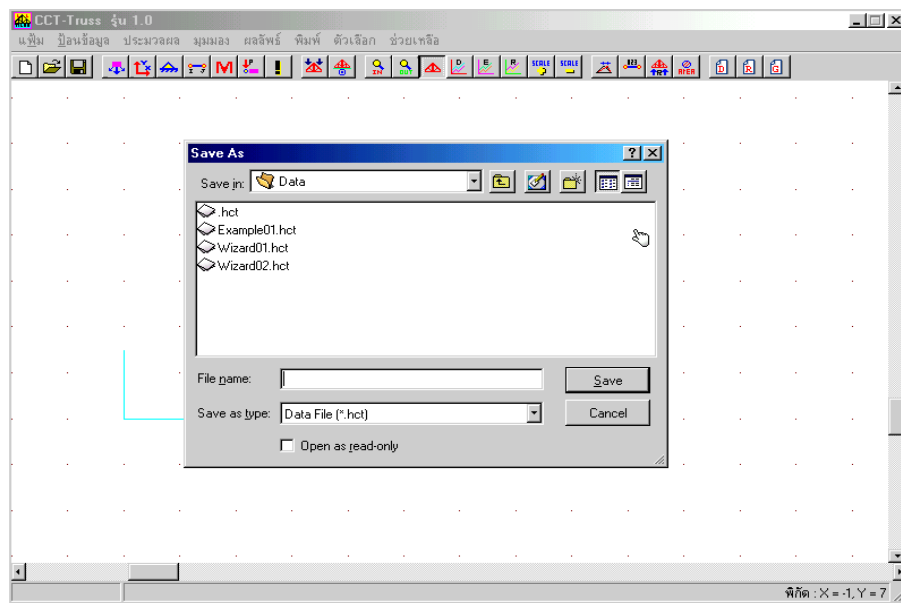 CCT-Truss รุ่น 1.0
แฟ้ม ป้อนข้อมูล ประมวลผล มุมมอง ผลลัพธ์ พิมพ์ ตัวเลือก ช่วยเหลือ
IN OUT D E R SCALE SCALE D R G
Save As
Save in: Data
.hct
Example01.hct
Wizard01.hct
Wizard02.hct
File name: Save
Save as type: Data File (*.hct) Cancel
Open as read-only
พิกัด : X = -1, Y = 7